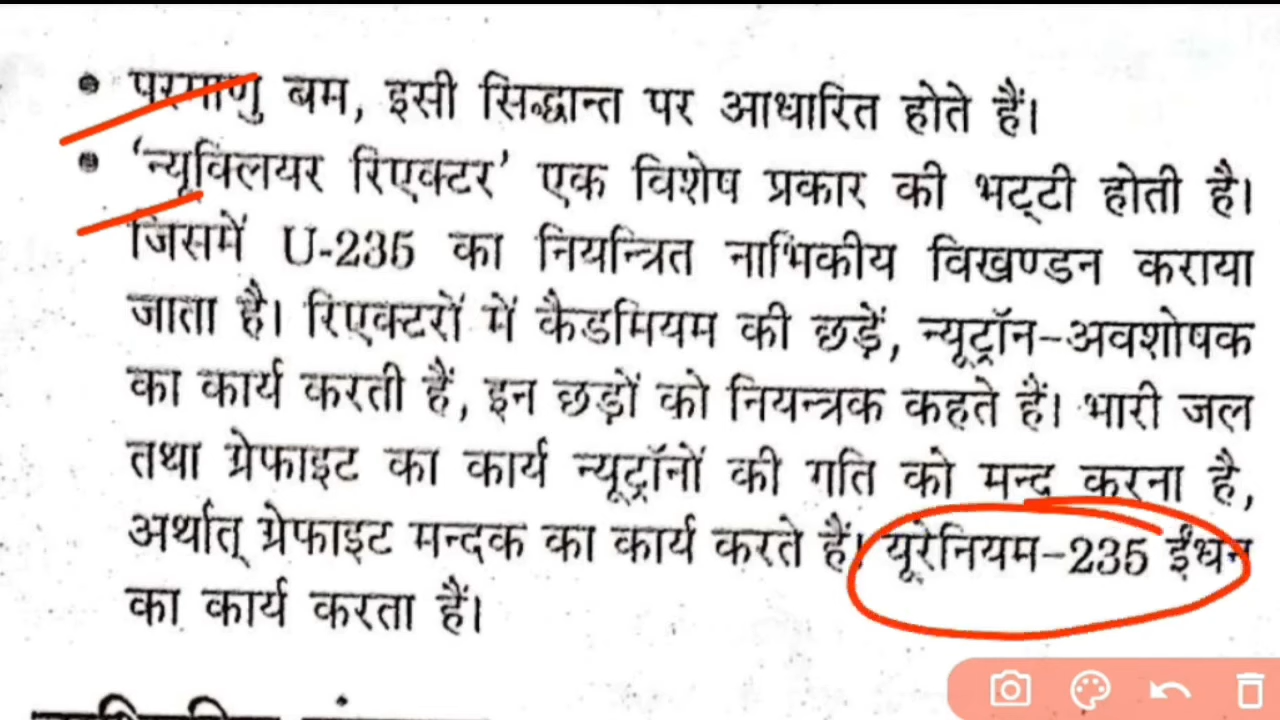 • परमाणु बम, इसी सिद्धान्त पर आधारित होते हैं।
• ‘न्यूक्लियर रिएक्टर’ एक विशेष प्रकार की भट्टी होती है।
जिसमें U-235 का नियन्त्रित नाभिकीय विखण्डन कराया
जाता है। रिएक्टरों में कैडमियम की छड़ें, न्यूट्रॉन-अवशोषक
का कार्य करती हैं, इन छड़ों को नियन्त्रक कहते हैं। भारी जल
तथा ग्रेफाइट का कार्य न्यूट्रॉनों की गति को मन्द करना है,
अर्थात् ग्रेफाइट मन्दक का कार्य करते हैं। यूरेनियम-235 ईंधन
का कार्य करता हैं।